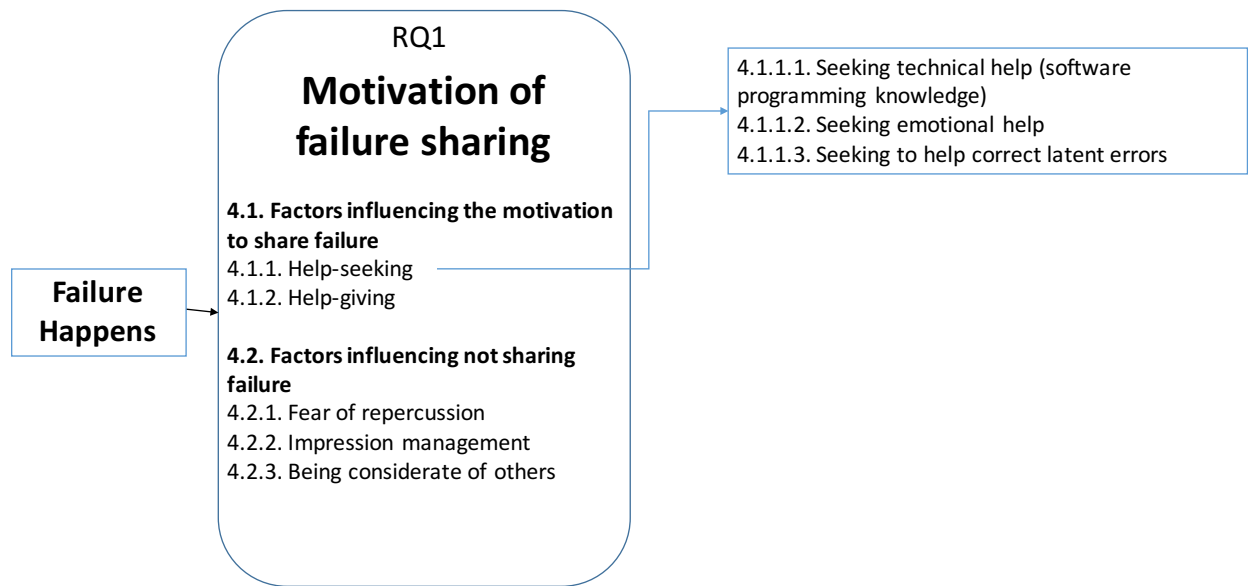 Failure
Happens
RQ1
Motivation of
failure sharing
4.1. Factors influencing the motivation
to share failure
4.1.1. Help-seeking
4.1.2. Help-giving
4.2. Factors influencing not sharing
failure
4.2.1. Fear of repercussion
4.2.2. Impression management
4.2.3. Being considerate of others
4.1.1.1. Seeking technical help (software
programming knowledge)
4.1.1.2. Seeking emotional help
4.1.1.3. Seeking to help correct latent errors